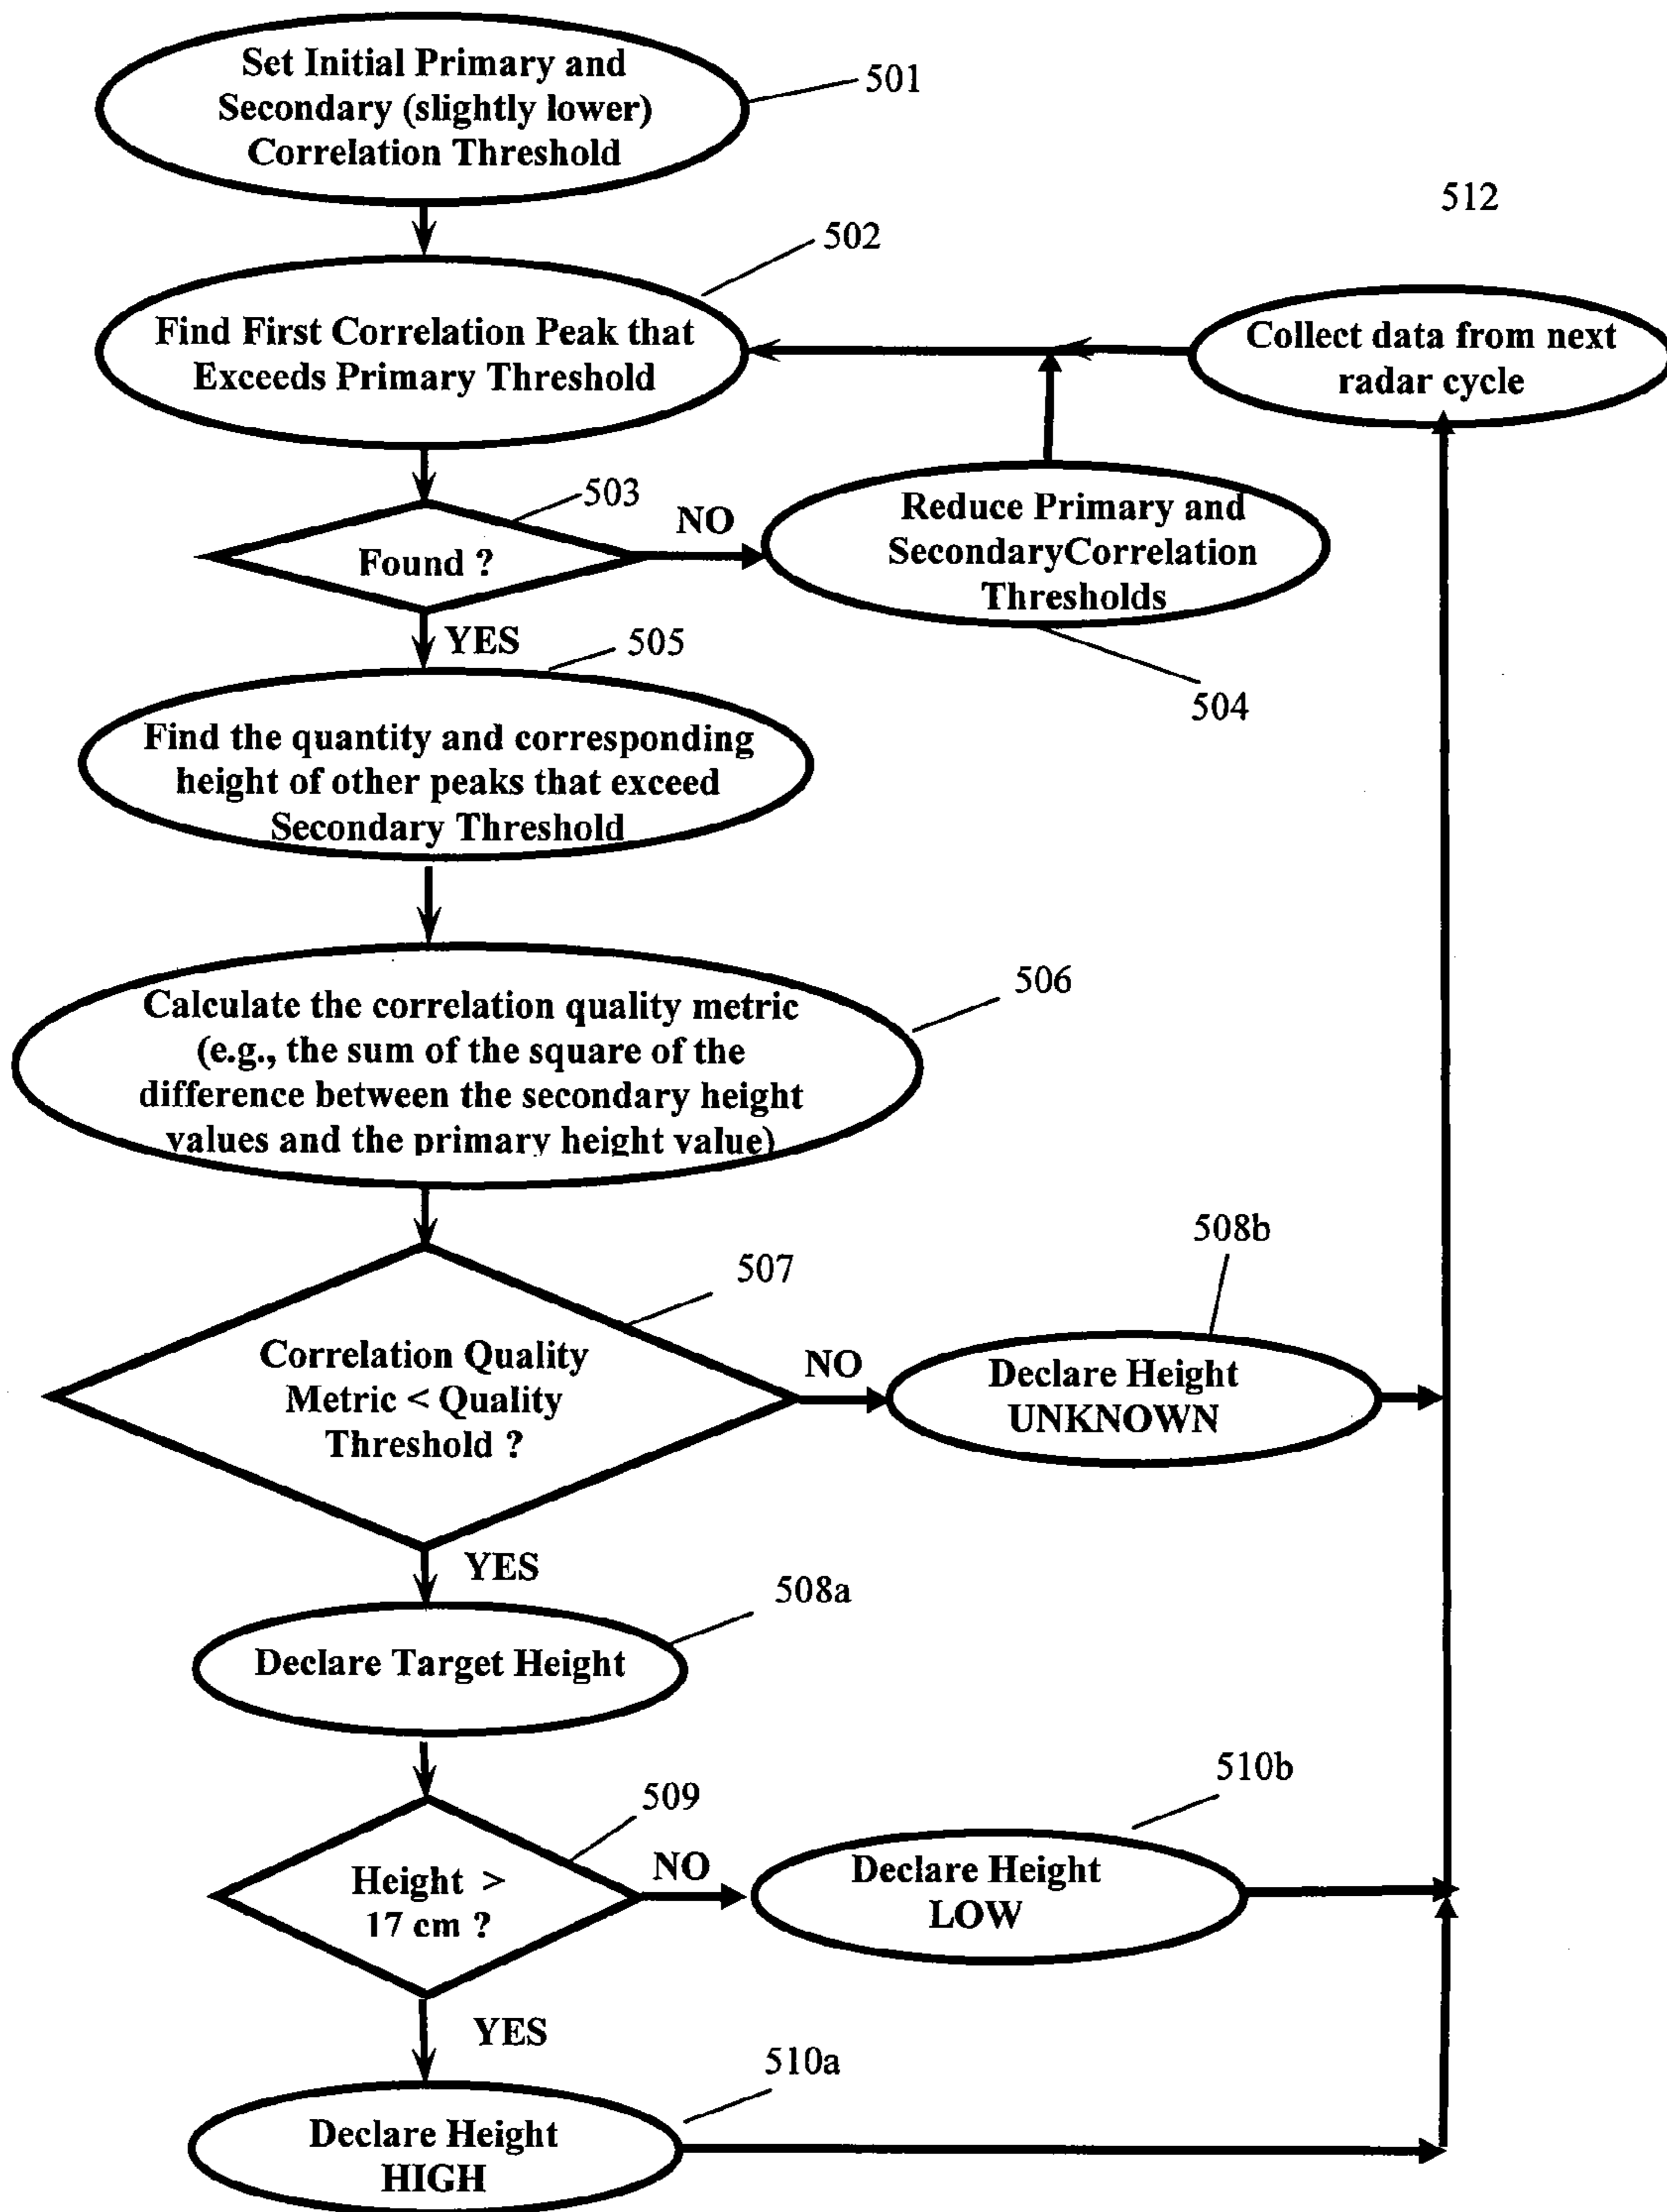 Set Initial Primary and
Secondary (slightly lower)
Correlation Threshold
501
512
502
Find First Correlation Peak that
Exceeds Primary Threshold
Collect data from next
radar cycle
503
Found ?
NO
Reduce Primary and
SecondaryCorrelation
Thresholds
504
YES
505
Find the quantity and corresponding
height of other peaks that exceed
Secondary Threshold
506
Calculate the correlation quality metric
(e.g., the sum of the square of the
difference between the secondary height
values and the primary height value)
507
Correlation Quality
Metric < Quality
Threshold ?
NO
508b
Declare Height
UNKNOWN
YES
508a
Declare Target Height
509
Height >
17 cm ?
NO
510b
Declare Height
LOW
YES
510a
Declare Height
HIGH